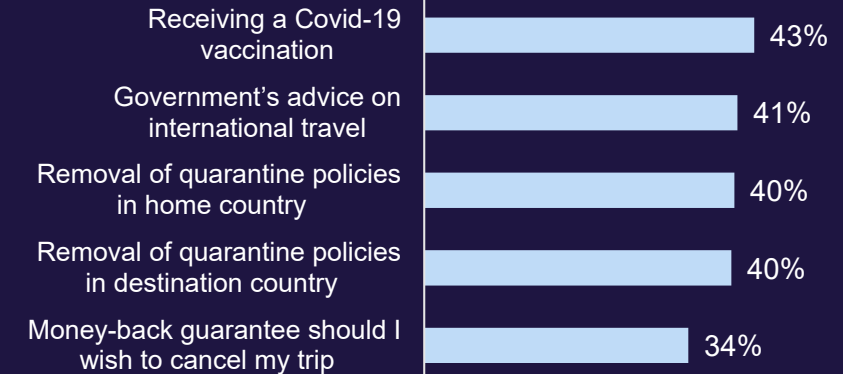 Receiving a Covid-19
vaccination
43%
Government’s advice on
international travel
41%
Removal of quarantine policies
in home country
40%
Removal of quarantine policies
in destination country
40%
Money-back guarantee should I
wish to cancel my trip
34%